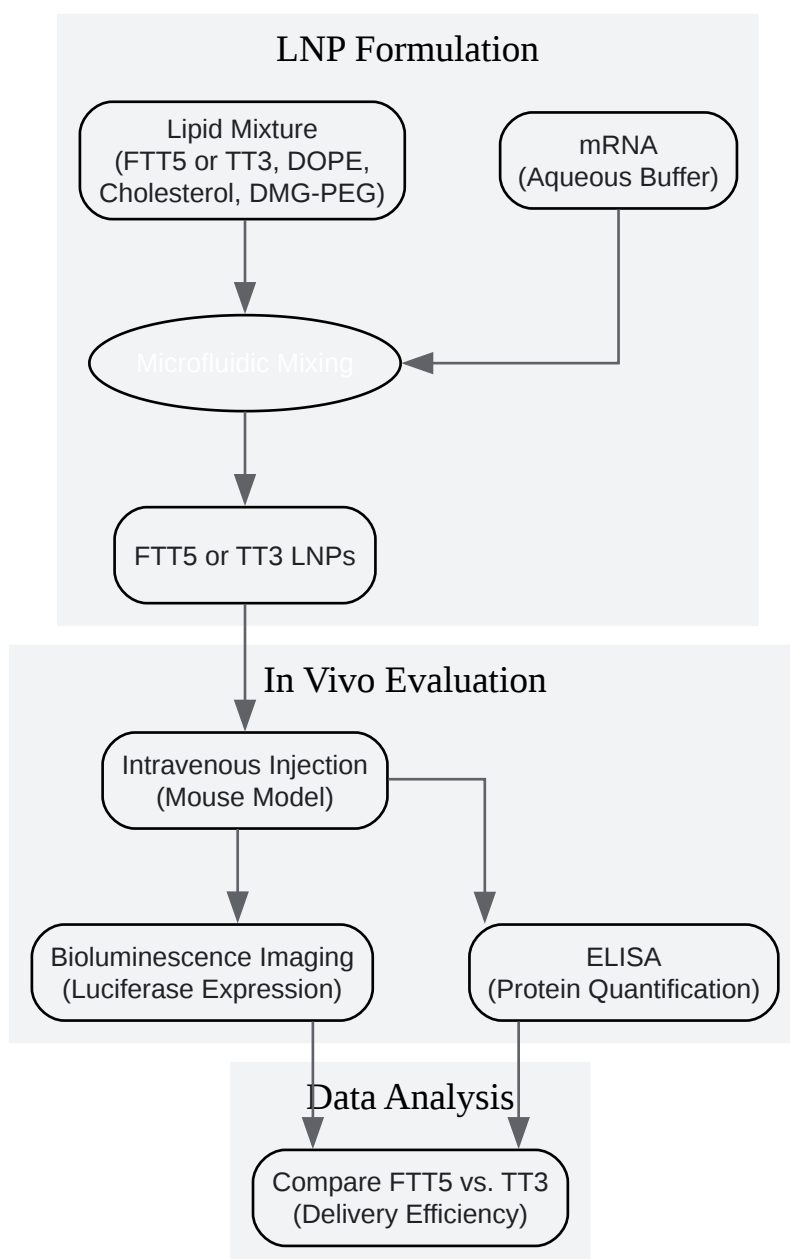 LNP Formulation
Lipid Mixture
(FTT5 or TT3, DOPE,
Cholesterol, DMG-PEG)
mRNA
(Aqueous Buffer)
Microfluidic Mixing
FTT5 or TT3 LNPs
In Vivo Evaluation
Intravenous Injection
(Mouse Model)
Bioluminescence Imaging
(Luciferase Expression)
ELISA
(Protein Quantification)
Data Analysis
Compare FTT5 vs. TT3
(Delivery Efficiency)